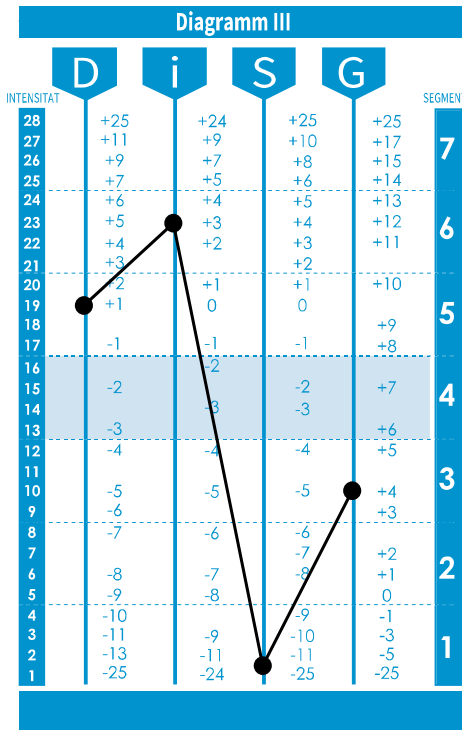 Diagramm III
D i S G
INTENSITAT SEGMENT
28 +25 +24 +25 +25
27 +11 +9 +10 +17 7
26 +9 +7 +8 +15
25 +7 +5 +6 +14
24 +6 +4 +5 +13
23 +5 +3 +4 +12 6
22 +4 +2 +3 +11
21 +3 +2
20 +2 +1 +1 +10
19 +1 0 0 5
18 +9
17 -1 -1 -1 +8
16 -2
15 -2 -2 +7 4
14 -3 -3
13 -3 +6
12 -4 -4 -4 +5
11 3
10 -5 -5 -5 +4
9 -6 +3
8 -7 -6 -6
7 -7 +2 2
6 -8 -7 -8 +1
5 -9 -8 0
4 -10 -9 -1
3 -11 -9 -10 -3 1
2 -13 -11 -11 -5
1 -25 -24 -25 -25